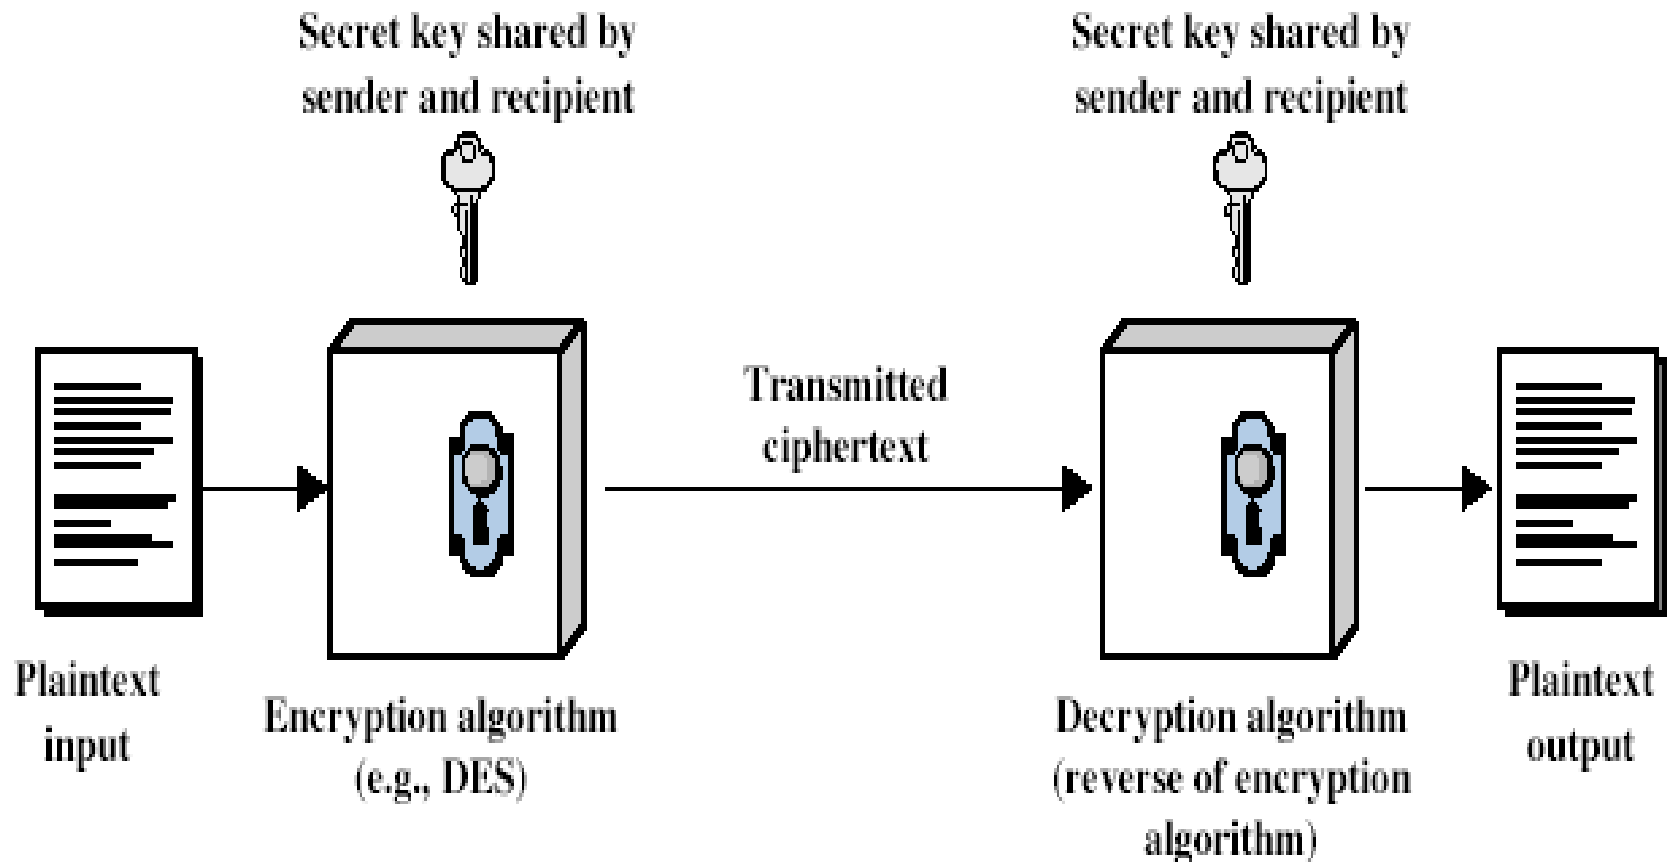 Secret key shared by
sender and recipient
Secret key shared by
sender and recipient
Transmitted
ciphertext
Plaintext
input
Encryption algorithm
(e.g., DES)
Decryption algorithm
(reverse of encryption
algorithm)
Plaintext
output